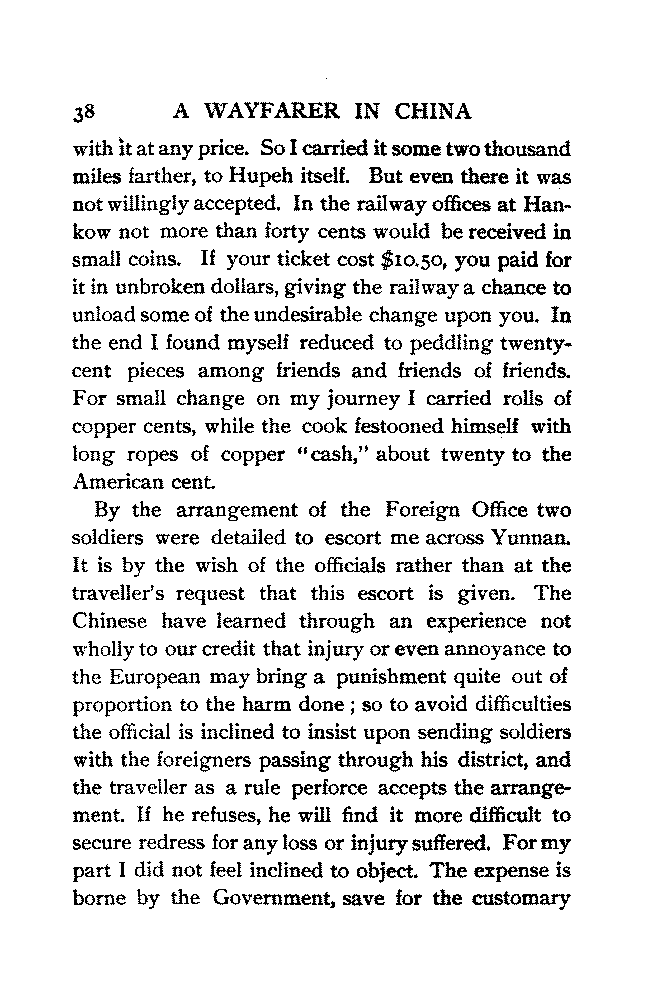 38 A WAYFARER IN CHINA
with it at any price. So I carried it some two thousand
miles farther, to Hupeh itself. But even there it was
not willingly accepted. In the railway offices at Han-
kow not more than forty cents would be received in
small coins. If your ticket cost $10.50, you paid for
it in unbroken dollars, giving the railway a chance to
unload some of the undesirable change upon you. In
the end I found myself reduced to peddling twenty-
cent pieces among friends and friends of friends.
For small change on my journey I carried rolls of
copper cents, while the cook festooned himself with
long ropes of copper "cash," about twenty to the
American cent.
By the arrangement of the Foreign Office two
soldiers were detailed to escort me across Yunnan.
It is by the wish of the officials rather than at the
traveller's request that this escort is given. The
Chinese have learned through an experience not
wholly to our credit that injury or even annoyance to
the European may bring a punishment quite out of
proportion to the harm done; so to avoid difficulties
the official is inclined to insist upon sending soldiers
with the foreigners passing through his district, and
the traveller as a rule perforce accepts the arrange-
ment. If he refuses, he will find it more difficult to
secure redress for any loss or injury suffered. For my
part I did not feel inclined to object. The expense is
borne by the Government, save for the customary